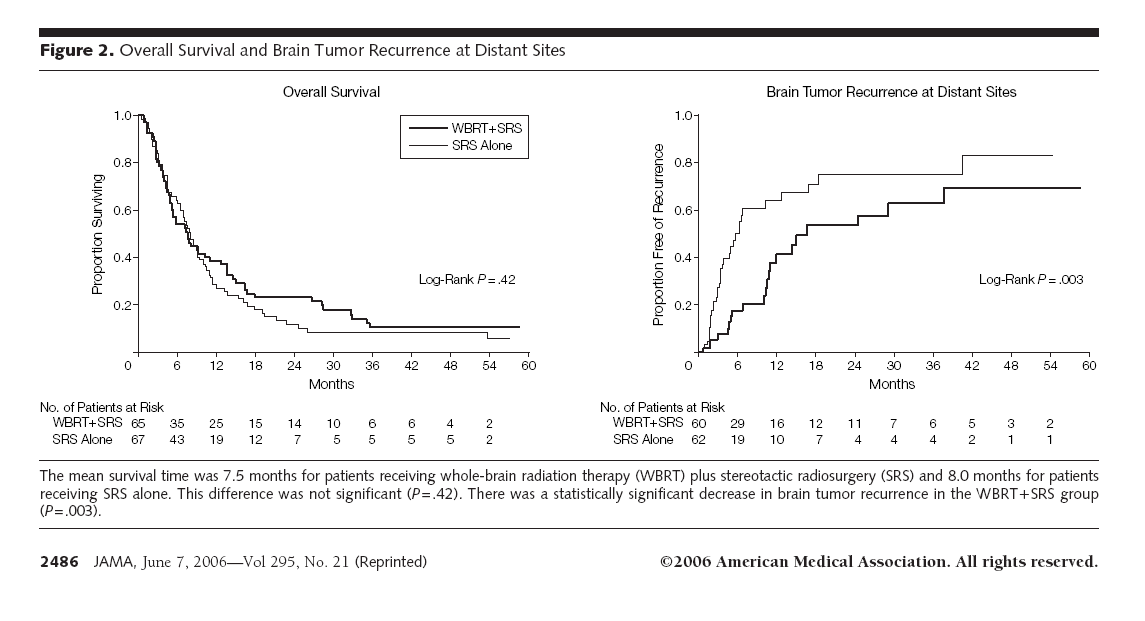 Figure 2. Overall Survival and Brain Tumor Recurrence at Distant Sites
Overall Survival
1.0
0.8
0.6
0.4
0.2
0
Proportion Surviving
WBRT+SRS
SRS Alone
Log-Rank P=.42
6 12 18 24 30 36 42 48 54 60
Months
No. of Patients at Risk
WBRT+SRS 65 35 25 15 14 10 6 6 4 2
SRS Alone 67 43 19 12 7 5 5 5 5 2
Brain Tumor Recurrence at Distant Sites
1.0
0.8
0.6
0.4
0.2
0
Proportion Free of Recurrence
Log-Rank P=.003
6 12 18 24 30 36 42 48 54 60
Months
No. of Patients at Risk
WBRT+SRS 60 29 16 12 11 7 6 5 3 2
SRS Alone 62 19 10 7 4 4 4 2 1 1
The mean survival time was 7.5 months for patients receiving whole-brain radiation therapy (WBRT) plus stereotactic radiosurgery (SRS) and 8.0 months for patients
receiving SRS alone. This difference was not significant (P=.42). There was a statistically significant decrease in brain tumor recurrence in the WBRT+SRS group
(P=.003).
2486 JAMA, June 7, 2006—Vol 295, No. 21 (Reprinted)
©2006 American Medical Association. All rights reserved.